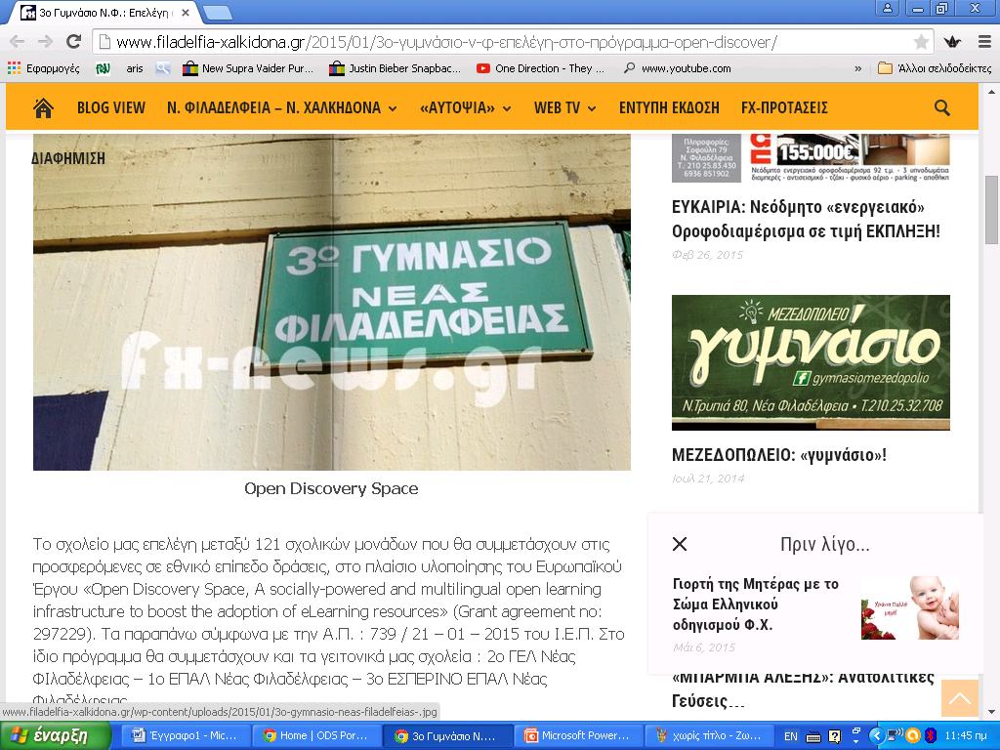 3ο Γυμνάσιο Ν.Φ.: Επελέγη
www.filadelfia-xalkidona.gr/2015/01/3ο-γυμνάσιο-ν-φ-επελέγη-στο-πρόγραμμα-open-discover/
Εφαρμογές
aris
New Supra Vaider Pur...
Justin Bieber Snapbac...
One Direction - They ...
www.youtube.com
»
Άλλοι σελιδοδείκτες
BLOG VIEW
Ν. ΦΙΛΑΔΕΛΦΕΙΑ – Ν. ΧΑΛΚΗΔΟΝΑ
«ΑΥΤΟΨΙΑ»
WEB TV
ΕΝΤΥΠΗ ΕΚΔΟΣΗ
FX-ΠΡΟΤΑΣΕΙΣ
ΔΙΑΦΗΜΙΣΗ
3ο ΓΥΜΝΑΣΙΟ
ΝΕΑΣ
ΦΙΛΑΔΕΛΦΕΙΑΣ
fx-news.gr
Open Discovery Space
Το σχολείο μας επελέγη μεταξύ 121 σχολικών μονάδων που θα συμμετάσχουν στις
προσφερόμενες σε εθνικό επίπεδο δράσεις, στο πλαίσιο υλοποίησης του Ευρωπαϊκού
Έργου «Open Discovery Space, A socially-powered and multilingual open learning
infrastructure to boost the adoption of eLearning resources» (Grant agreement no:
297229). Τα παραπάνω σύμφωνα με την Α.Π. : 739 / 21 – 01 – 2015 του Ι.Ε.Π. Στο
ίδιο πρόγραμμα θα συμμετάσχουν και τα γειτονικά μας σχολεία : 2ο ΓΕΛ Νέας
ΦΙλαδέλφειας – 1ο ΕΠΑΛ Νέας Φιλαδέλφειας – 3ο ΕΣΠΕΡΙΝΟ ΕΠΑΛ Νέας
Φιλαδέλφειας
Πληροφορίες:
Σοφούλη 79
Ν. Φιλαδέλφεια
Τ.: 210 25.83.430
6936 851902
155.000€
Νεόδμητο ενεργειακό οροφοδιαμέρισμα 92 τ.μ. - 3 υπνοδωμάτια
διαμπερές - αντισεισμικό - τζάκι - φυσικό αέριο - parking - αποθήκη
ΕΥΚΑΙΡΙΑ: Νεόδμητο «ενεργειακό»
Οροφοδιαμέρισμα σε τιμή ΕΚΠΛΗΞΗ!
Φεβ 26, 2015
ΜΕΖΕΔΟΠΩΛΕΙΟ
γυμνάσιο
f gymnasiomezedopolio
Ν.Τρυπιά 80, Νέα Φιλαδέλφεια • Τ.210.25.32.708
ΜΕΖΕΔΟΠΩΛΕΙΟ: «γυμνάσιο»!
Ιουλ 21, 2014
Πριν λίγο...
Γιορτή της Μητέρας με το
Σώμα Ελληνικού
οδηγισμού Φ.Χ.
Μάι 6, 2015
Χρόνια Πολλά
μαμά!
«ΜΠΑΡΜΠΑ ΑΛΕΞΗΣ»: Ανατολίτικες
Γεύσεις...
www.filadelfia-xalkidona.gr/wp-content/uploads/2015/01/3o-gymnasio-neas-filadelfeias-.jpg
έναρξη
Έγγραφο1 - Mic...
Home | ODS Por...
3ο Γυμνάσιο Ν....
Microsoft Power...
χωρίς τίτλο - Ζω...
EN
11:45 πμ